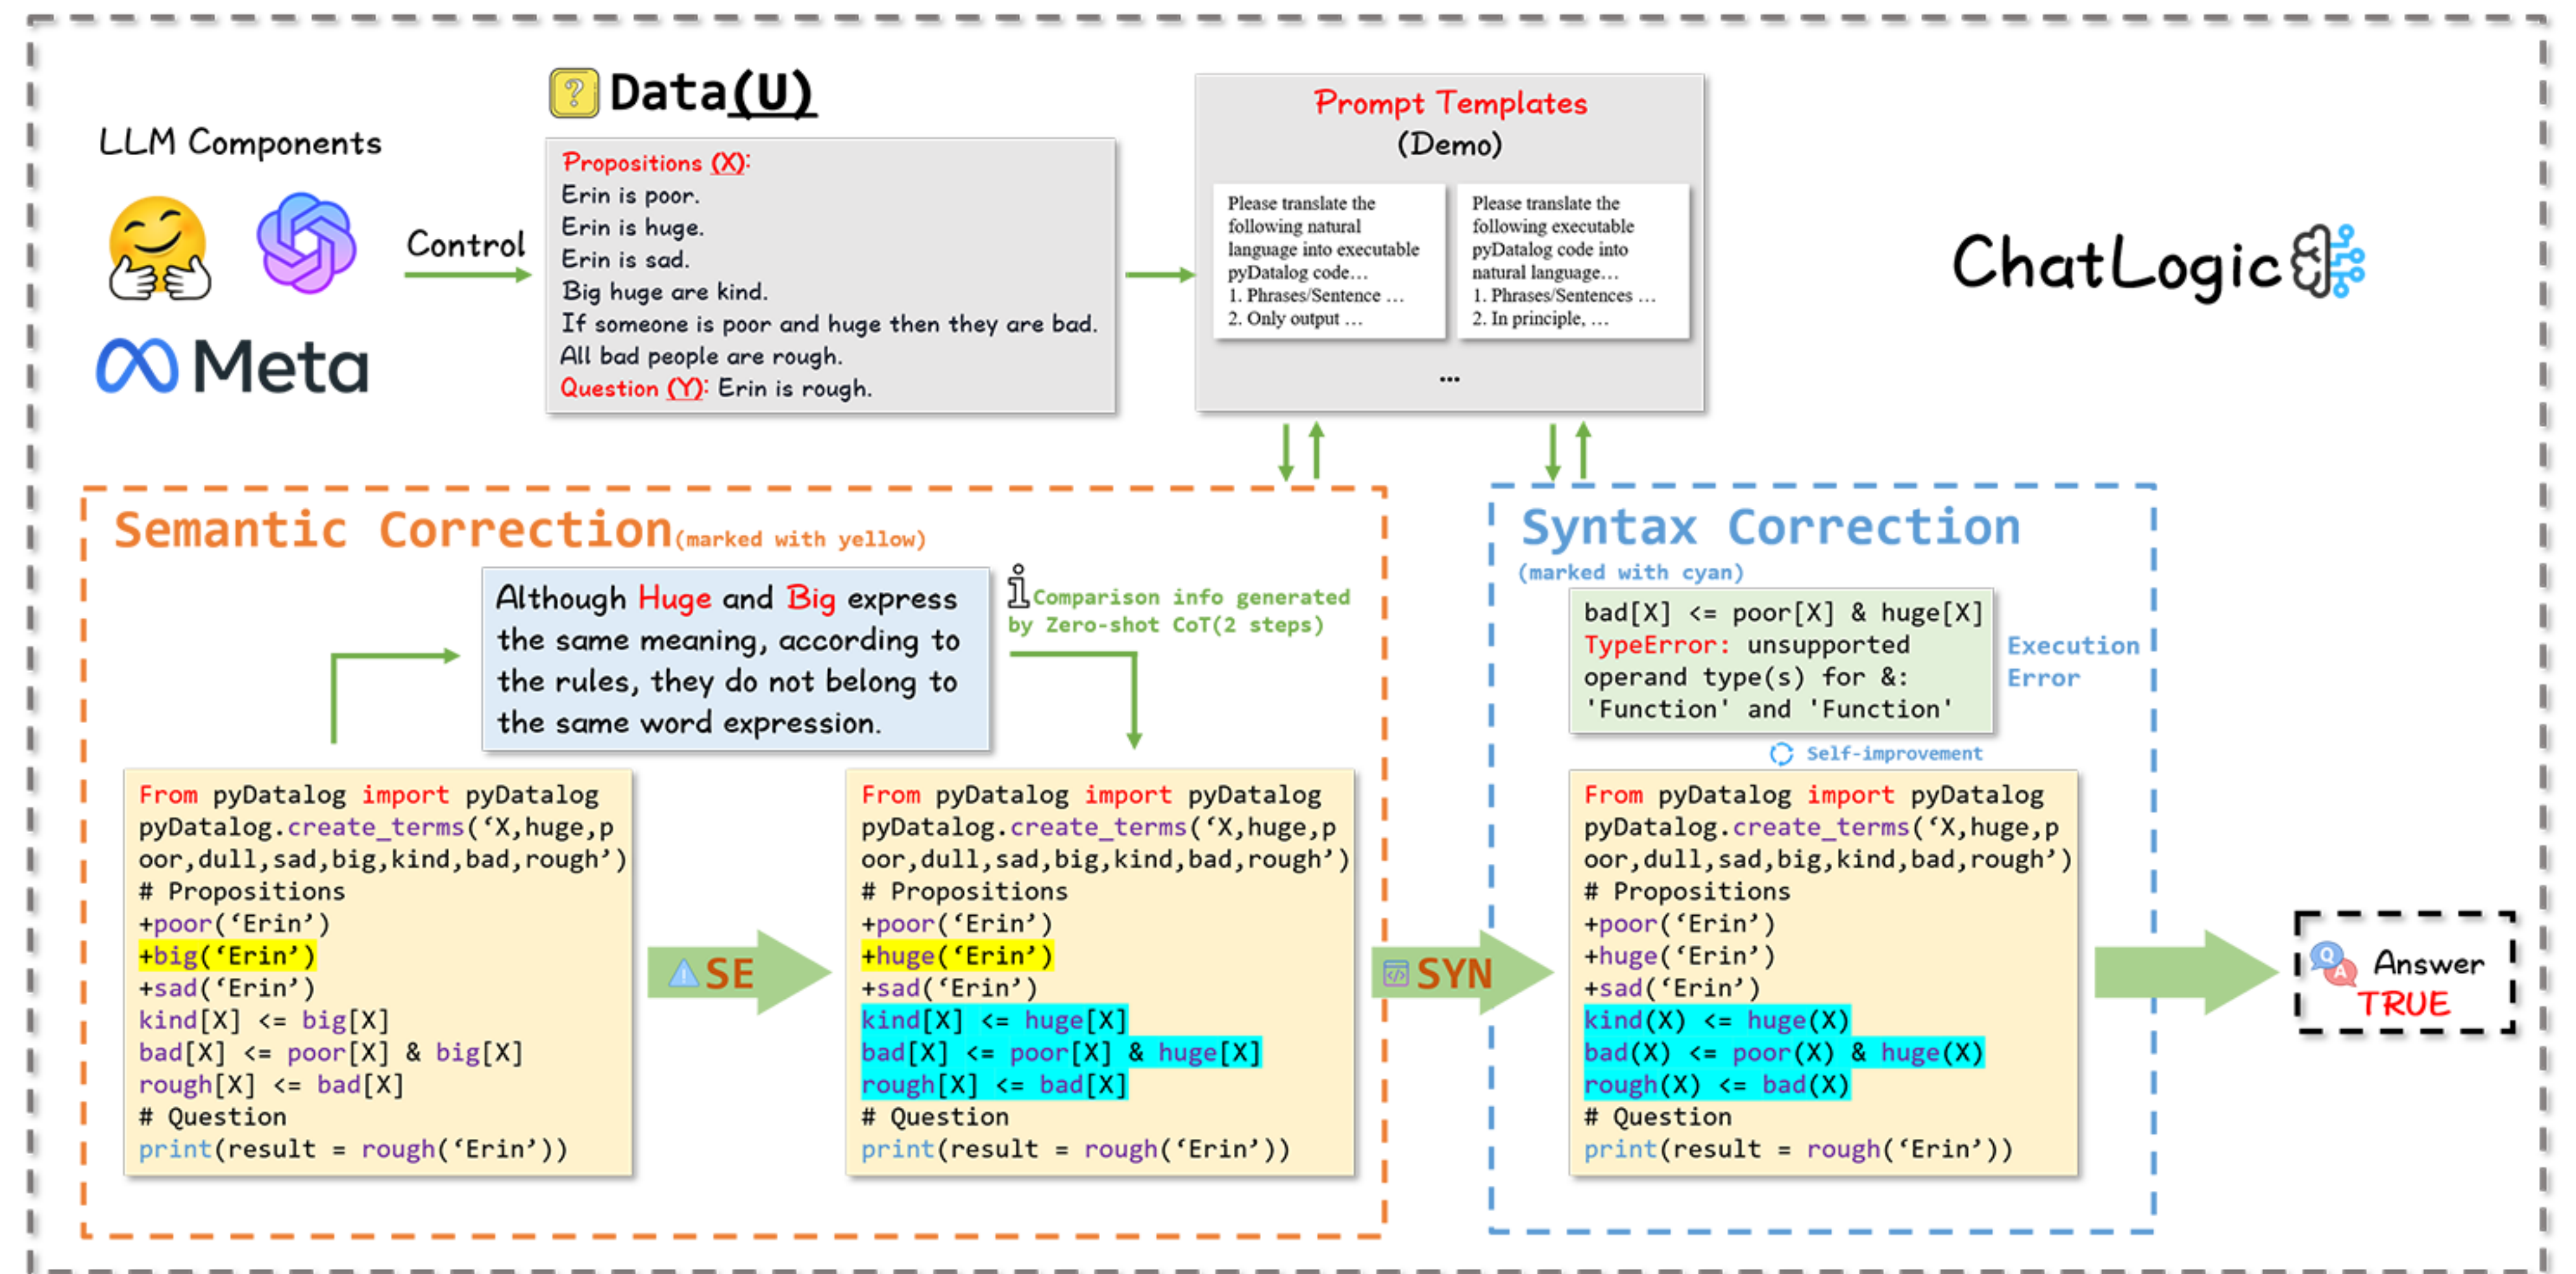 Data(U)
LLM Components
Control
Meta
Propositions (X):
Erin is poor.
Erin is huge.
Erin is sad.
Big huge are kind.
If someone is poor and huge then they are bad.
All bad people are rough.
Question (Y): Erin is rough.
Prompt Templates
(Demo)
Please translate the
following natural
language into executable
pyDatalog code...
1. Phrases/Sentence ...
2. Only output ...
Please translate the
following executable
pyDatalog code into
natural language...
1. Phrases/Sentences ...
2. In principle, ...
...
ChatLogic
Semantic Correction(marked with yellow)
Although Huge and Big express
the same meaning, according to
the rules, they do not belong to
the same word expression.
Comparison info generated
by Zero-shot CoT(2 steps)
From pyDatalog import pyDatalog
pyDatalog.create_terms(‘X,huge,p
oor,dull,sad,big,kind,bad,rough’)
# Propositions
+poor(‘Erin’)
+big(‘Erin’)
+sad(‘Erin’)
kind[X] <= big[X]
bad[X] <= poor[X] & big[X]
rough[X] <= bad[X]
# Question
print(result = rough(‘Erin’))
SE
From pyDatalog import pyDatalog
pyDatalog.create_terms(‘X,huge,p
oor,dull,sad,big,kind,bad,rough’)
# Propositions
+poor(‘Erin’)
+huge(‘Erin’)
+sad(‘Erin’)
kind[X] <= huge[X]
bad[X] <= poor[X] & huge[X]
rough[X] <= bad[X]
# Question
print(result = rough(‘Erin’))
SYN
Syntax Correction
(marked with cyan)
bad[X] <= poor[X] & huge[X]
TypeError: unsupported
operand type(s) for &:
'Function' and 'Function'
Execution
Error
Self-improvement
From pyDatalog import pyDatalog
pyDatalog.create_terms(‘X,huge,p
oor,dull,sad,big,kind,bad,rough’)
# Propositions
+poor(‘Erin’)
+huge(‘Erin’)
+sad(‘Erin’)
kind(X) <= huge(X)
bad(X) <= poor(X) & huge(X)
rough(X) <= bad(X)
# Question
print(result = rough(‘Erin’))
Q
A
Answer
TRUE